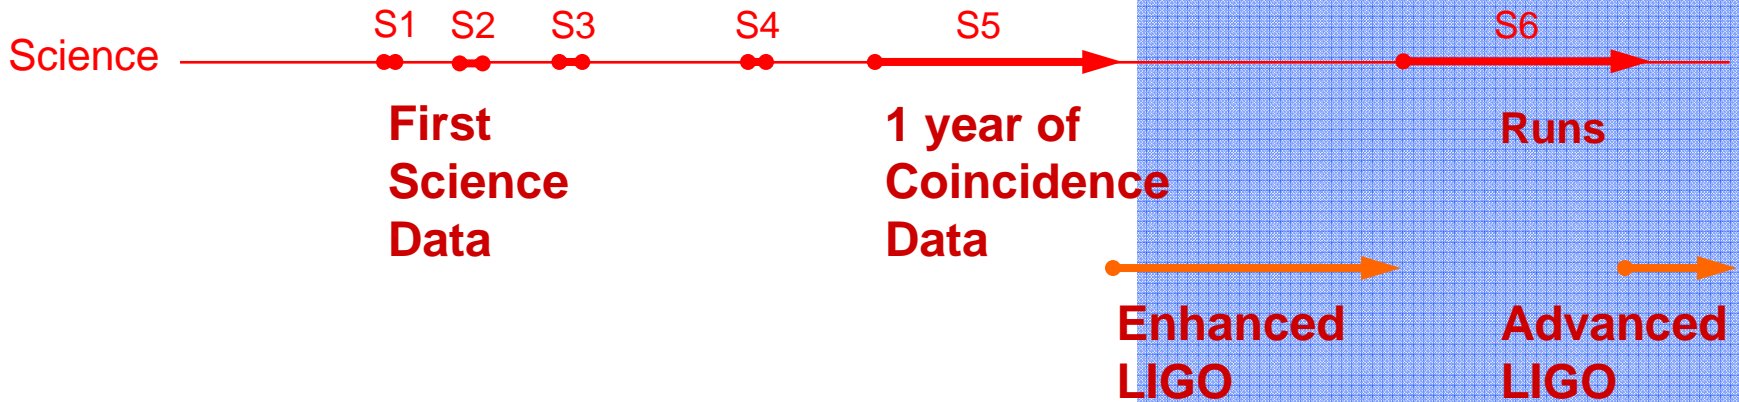 S1 S2 S3 S4 S5 S6
Science
First
Science
Data
1 year of
Coincidence
Data
Runs
Enhanced
LIGO
Advanced
LIGO